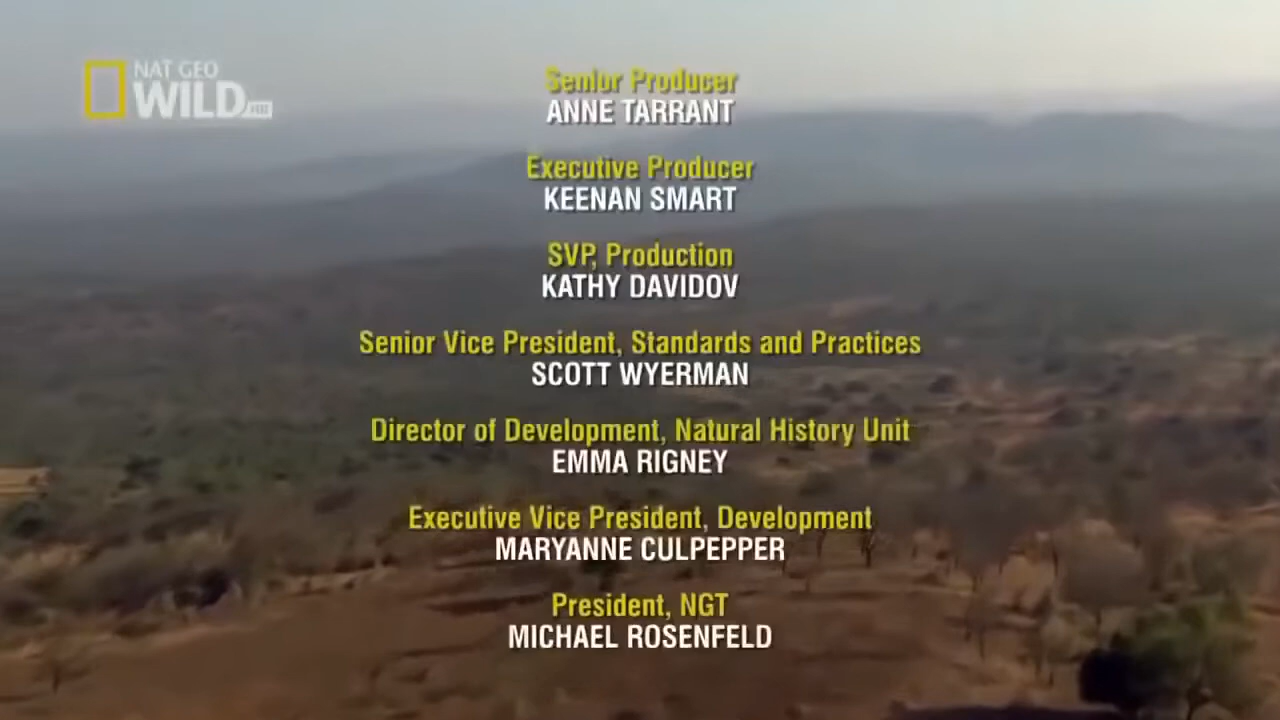 NAT GEO
WILD HD
Senior Producer
ANNE TARRANT
Executive Producer
KEENAN SMART
SVP, Production
KATHY DAVIDOV
Senior Vice President, Standards and Practices
SCOTT WYERMAN
Director of Development, Natural History Unit
EMMA RIGNEY
Executive Vice President, Development
MARYANNE CULPEPPER
President, NGT
MICHAEL ROSENFELD